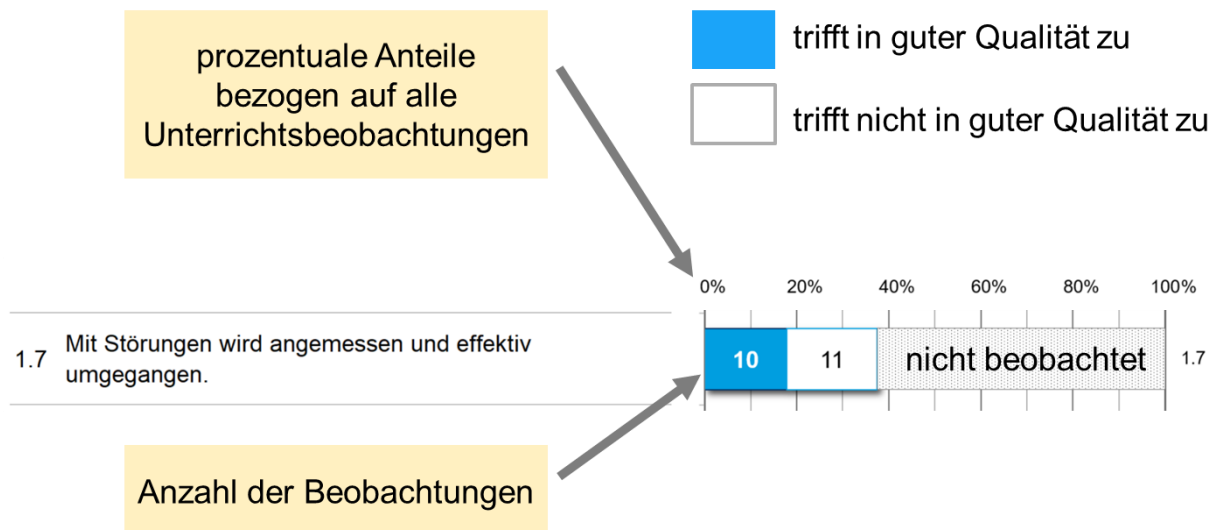 prozentuale Anteile
bezogen auf alle
Unterrichtsbeobachtungen
trifft in guter Qualität zu
trifft nicht in guter Qualität zu
0% 20% 40% 60% 80% 100%
1.7 Mit Störungen wird angemessen und effektiv
umgegangen.
10 11 nicht beobachtet 1.7
Anzahl der Beobachtungen